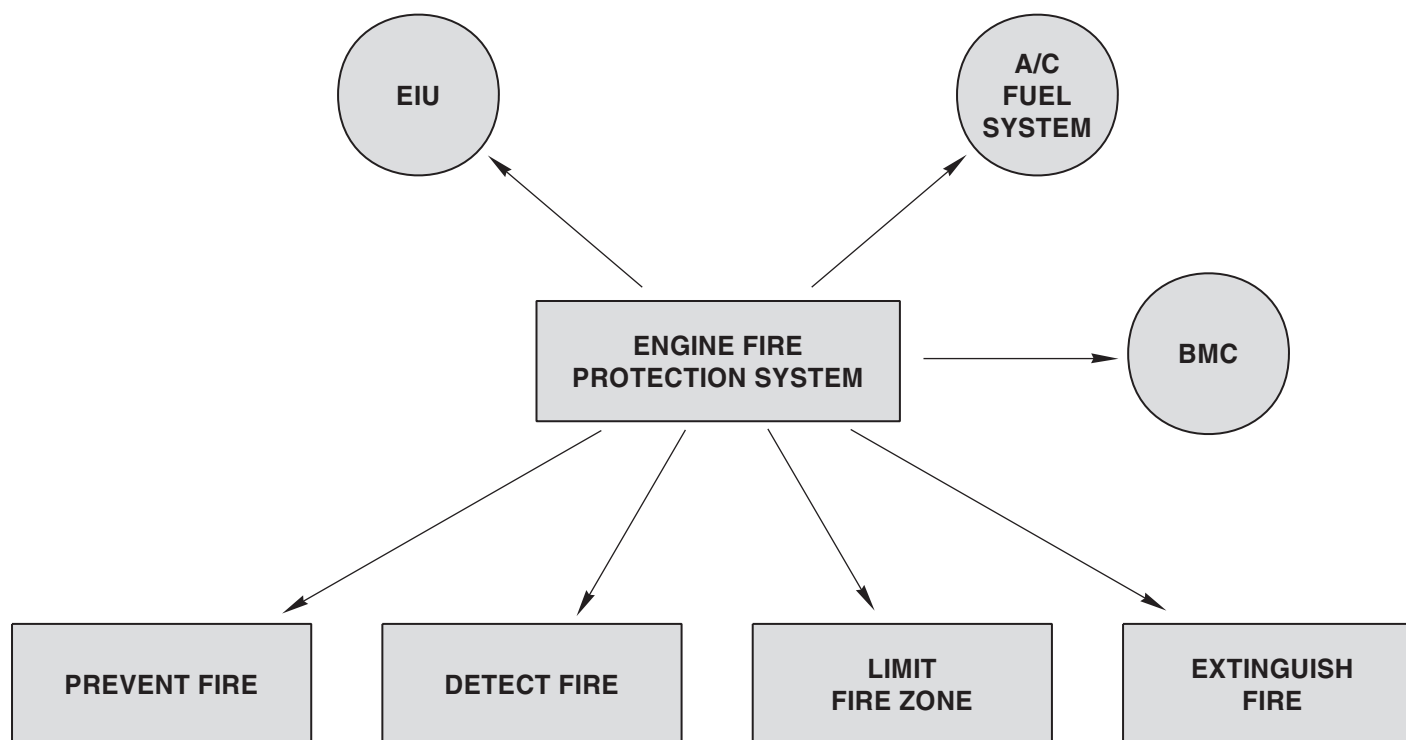 EIU
A/C
FUEL
SYSTEM
ENGINE FIRE
PROTECTION SYSTEM
BMC
PREVENT FIRE
DETECT FIRE
LIMIT
FIRE ZONE
EXTINGUISH
FIRE